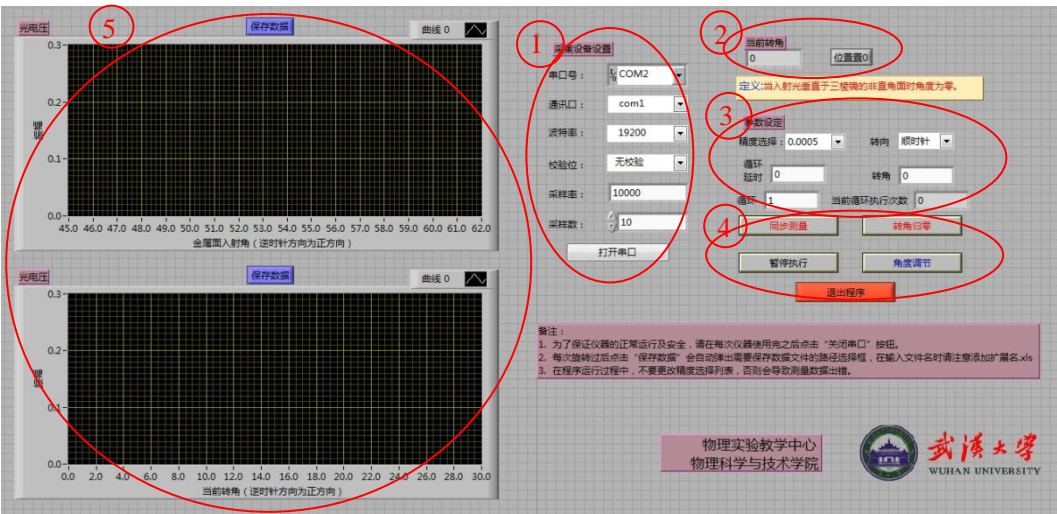 光电压
⑤
保存数据
曲线 0
0.3-
0.2-
0.1-
0.0-
45.0 46.0 47.0 48.0 49.0 50.0 51.0 52.0 53.0 54.0 55.0 56.0 57.0 58.0 59.0 60.0 61.0 62.0
金属面入射角（逆时针方向为正方向）
光电压
保存数据
曲线 0
0.3-
0.1-
0.0-
0.0 2.0 4.0 6.0 8.0 10.0 12.0 14.0 16.0 18.0 20.0 22.0 24.0 26.0 28.0 30.0
当前转角（逆时针方向为正方向）
①
采集设备设置
串口号： COM2
通讯口： com1
波特率： 19200
校验位： 无校验
采样率： 10000
采样数： 10
打开串口
②
当前转角
0
位置置0
定义:当入射光垂直于三棱镜的非直角面时角度为零。
③
参数设定
精度选择： 0.0005
转向 顺时针
循环
延时 0
转角 0
循环 1
当前循环执行次数 0
④
同步测量
转角归零
暂停执行
角度调节
退出程序
备注：
1. 为了保证仪器的正常运行及安全，请在每次仪器使用完之后点击“关闭串口”按钮。
2. 每次旋转过后点击“保存数据”会自动弹出需要保存数据文件的路径选择框，在输入文件名时请注意添加扩展名.xls
3. 在程序运行过程中，不要更改精度选择列表，否则会导致测量数据出错。
物理实验教学中心
物理科学与技术学院
武汉大学
WUHAN UNIVERSITY